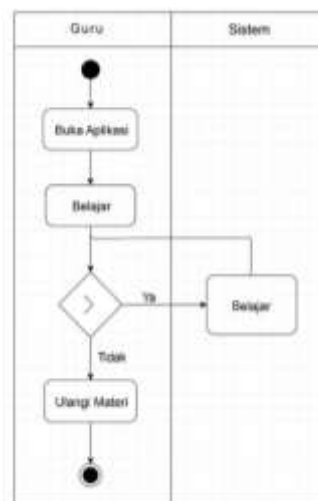 Guru
Sistem
Buka Aplikasi
Belajar
Ya
Belajar
Tidak
Ulangi Materi